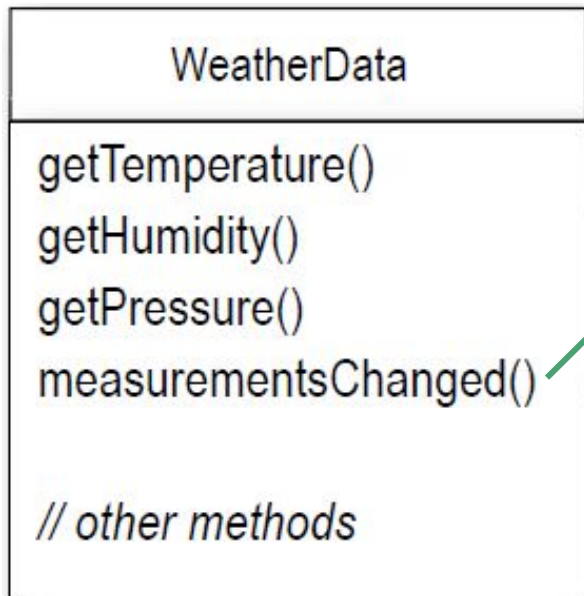 WeatherData
getTemperature()
getHumidity()
getPressure()
measurementsChanged()
// other methods